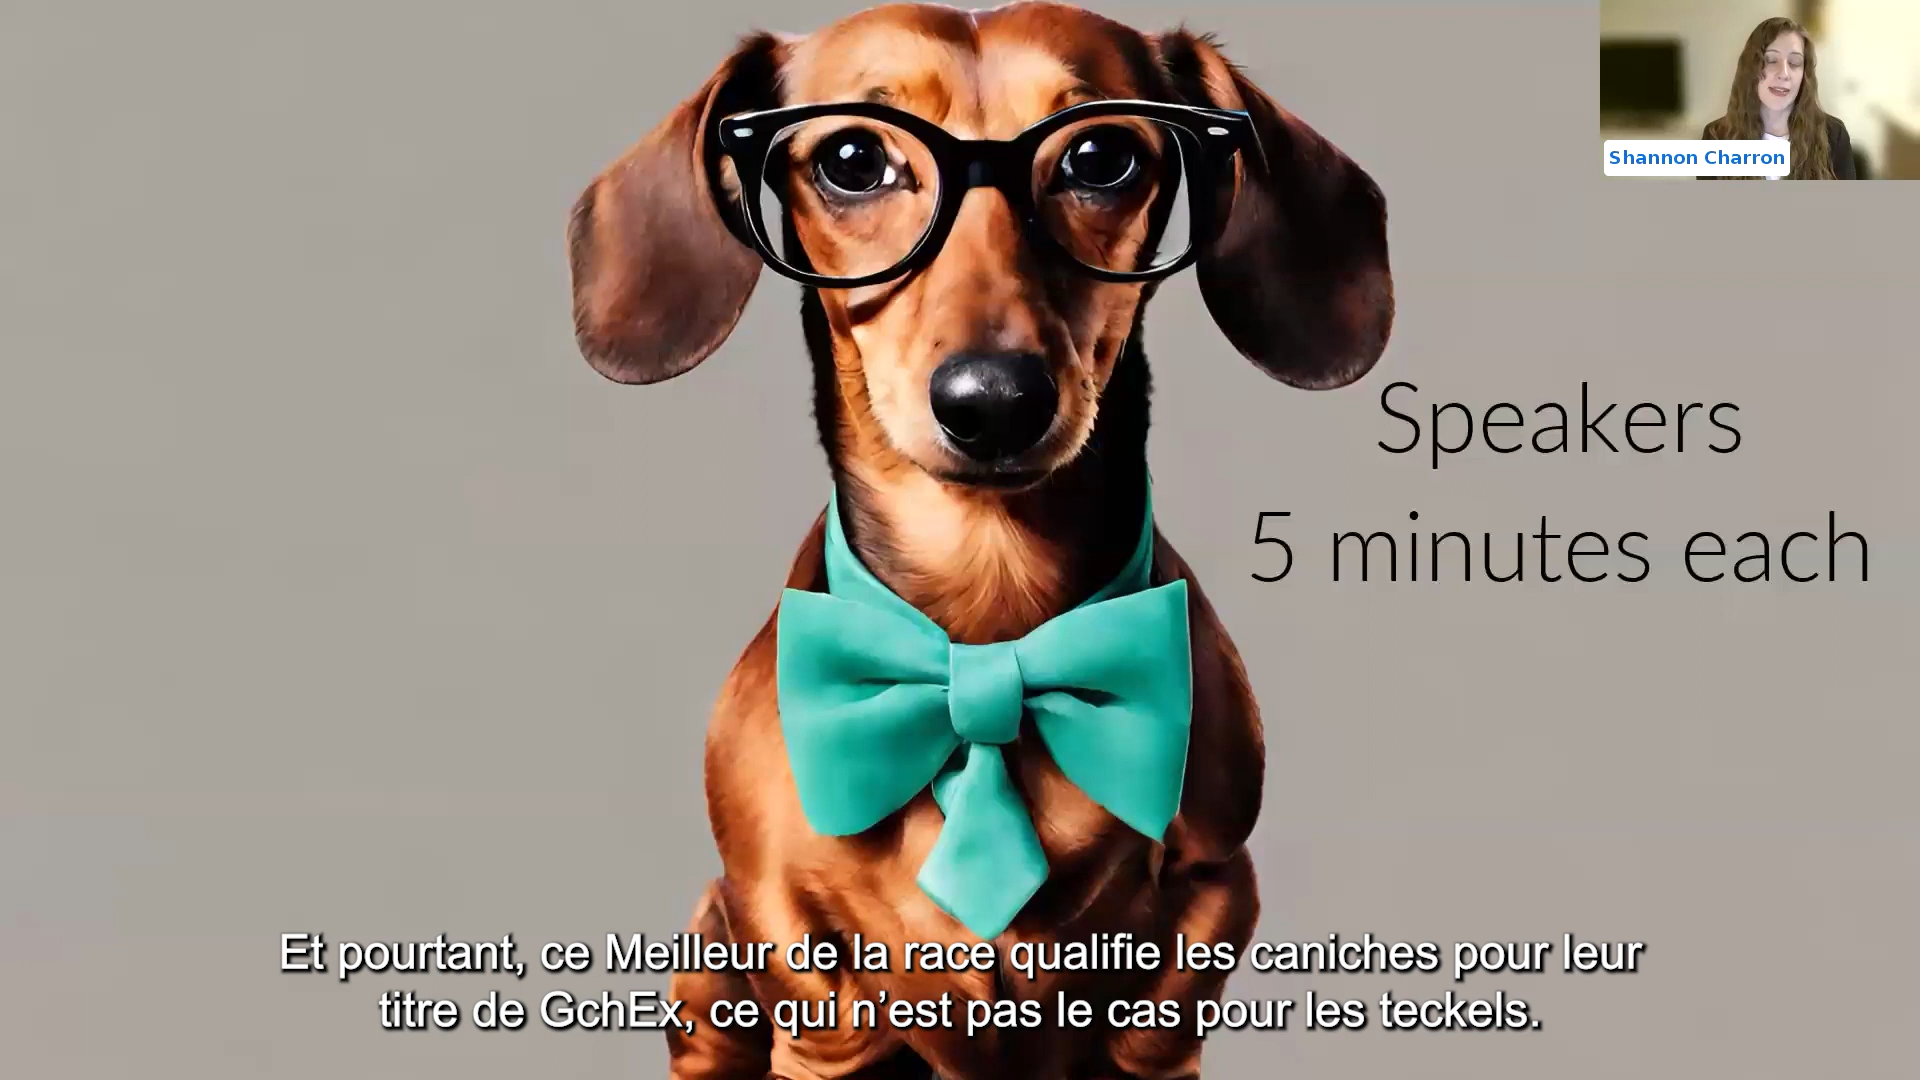 Shannon Charron
Speakers
5 minutes each
Et pourtant, ce Meilleur de la race qualifie les caniches pour leur
titre de GchEx, ce qui n’est pas le cas pour les teckels.